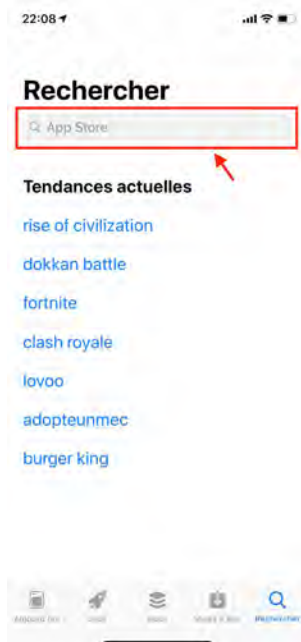 22:08
Rechercher
App Store
Tendances actuelles
rise of civilization
dokkan battle
fortnite
clash royale
lovoo
adopteunmec
burger king
Rechercher